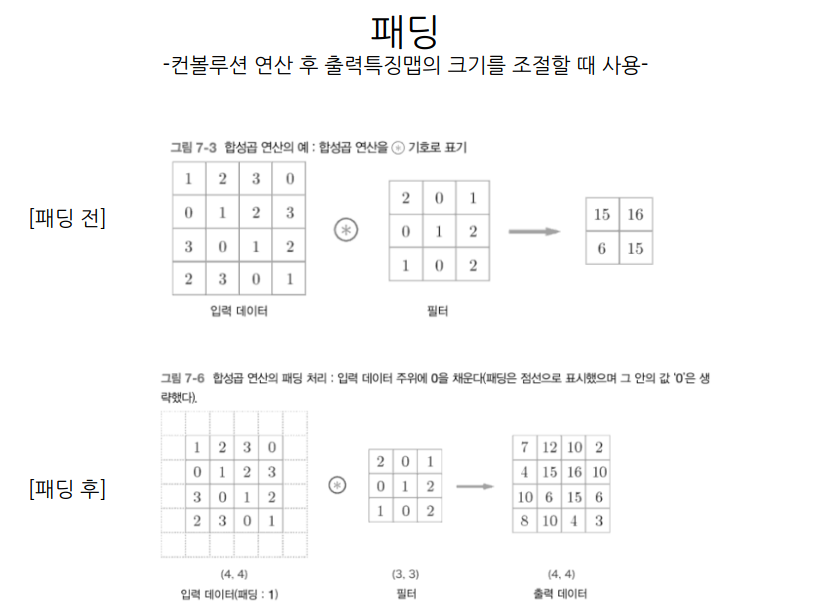 패딩
-컨볼루션 연산 후 출력특징맵의 크기를 조절할 때 사용-
그림 7-3 합성곱 연산의 예 : 합성곱 연산을 ⊛ 기호로 표기
[패딩 전]
1 2 3 0
0 1 2 3
3 0 1 2
2 3 0 1
입력 데이터
⊛
2 0 1
0 1 2
1 0 2
필터
15 16
6 15
그림 7-6 합성곱 연산의 패딩 처리 : 입력 데이터 주위에 0을 채운다(패딩은 점선으로 표시했으며 그 안의 값 '0'은 생
략했다).
[패딩 후]
1 2 3 0
0 1 2 3
3 0 1 2
2 3 0 1
(4, 4)
입력 데이터(패딩 : 1)
⊛
2 0 1
0 1 2
1 0 2
(3, 3)
필터
7 12 10 2
4 15 16 10
10 6 15 6
8 10 4 3
(4, 4)
출력 데이터